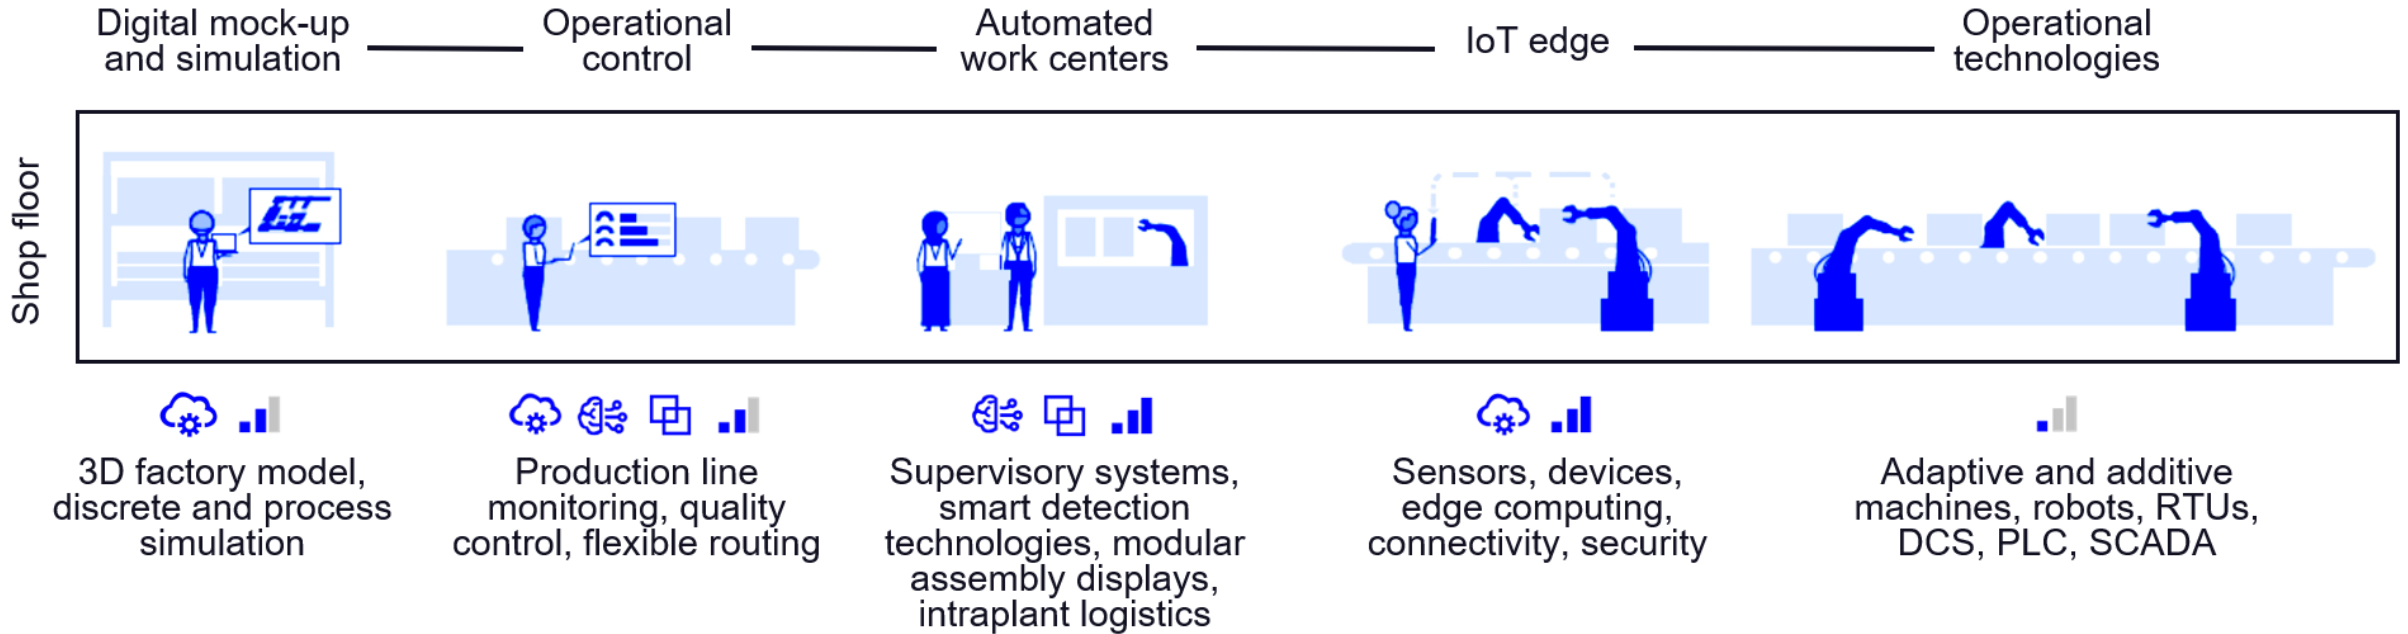 Digital mock-up
and simulation
Operational
control
Automated
work centers
IoT edge
Operational
technologies
Shop floor
3D factory model,
discrete and process
simulation
Production line
monitoring, quality
control, flexible routing
Supervisory systems,
smart detection
technologies, modular
assembly displays,
intraplant logistics
Sensors, devices,
edge computing,
connectivity, security
Adaptive and additive
machines, robots, RTUs,
DCS, PLC, SCADA